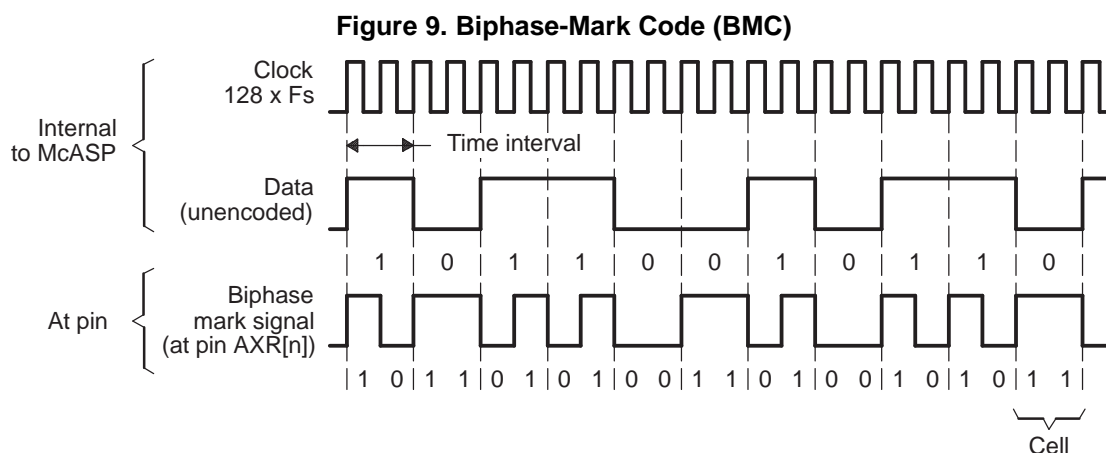 Figure 9. Biphase-Mark Code (BMC)
Clock
128 x Fs
Internal
to McASP
Time interval
Data
(unencoded)
1 0 1 1 0 0 1 0 1 1 0
At pin
Biphase
mark signal
(at pin AXR[n])
1 0 1 1 0 1 0 1 0 0 1 1 0 1 0 0 1 0 1 0 1 1
Cell